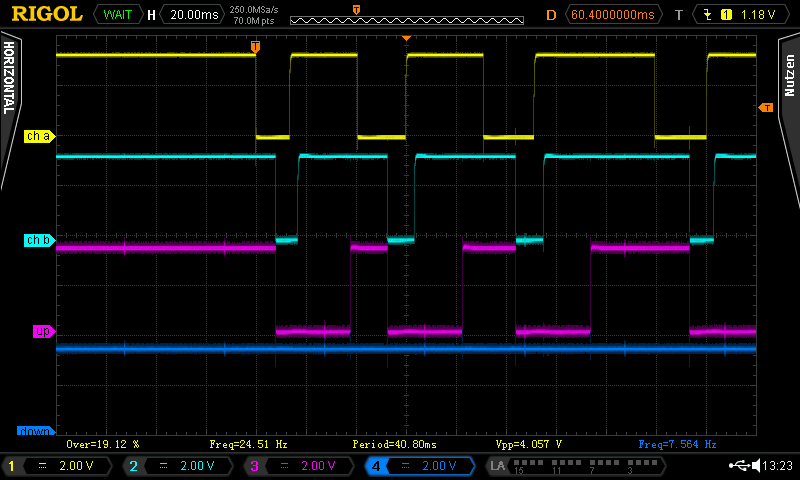 RIGOL WAIT H 20.00ms 250.0MSa/s 70.0M pts D 60.4000000ms T 1 1.18 V
HORIZONTAL
Nutzen
T
T
T
ch a
ch b
up
down
Over=19.12 % Freq=24.51 Hz Period=40.80ms Vpp=4.057 V Freq=7.564 Hz
1 2.00 V 2 2.00 V 3 2.00 V 4 2.00 V LA 15 11 7 3 13:23